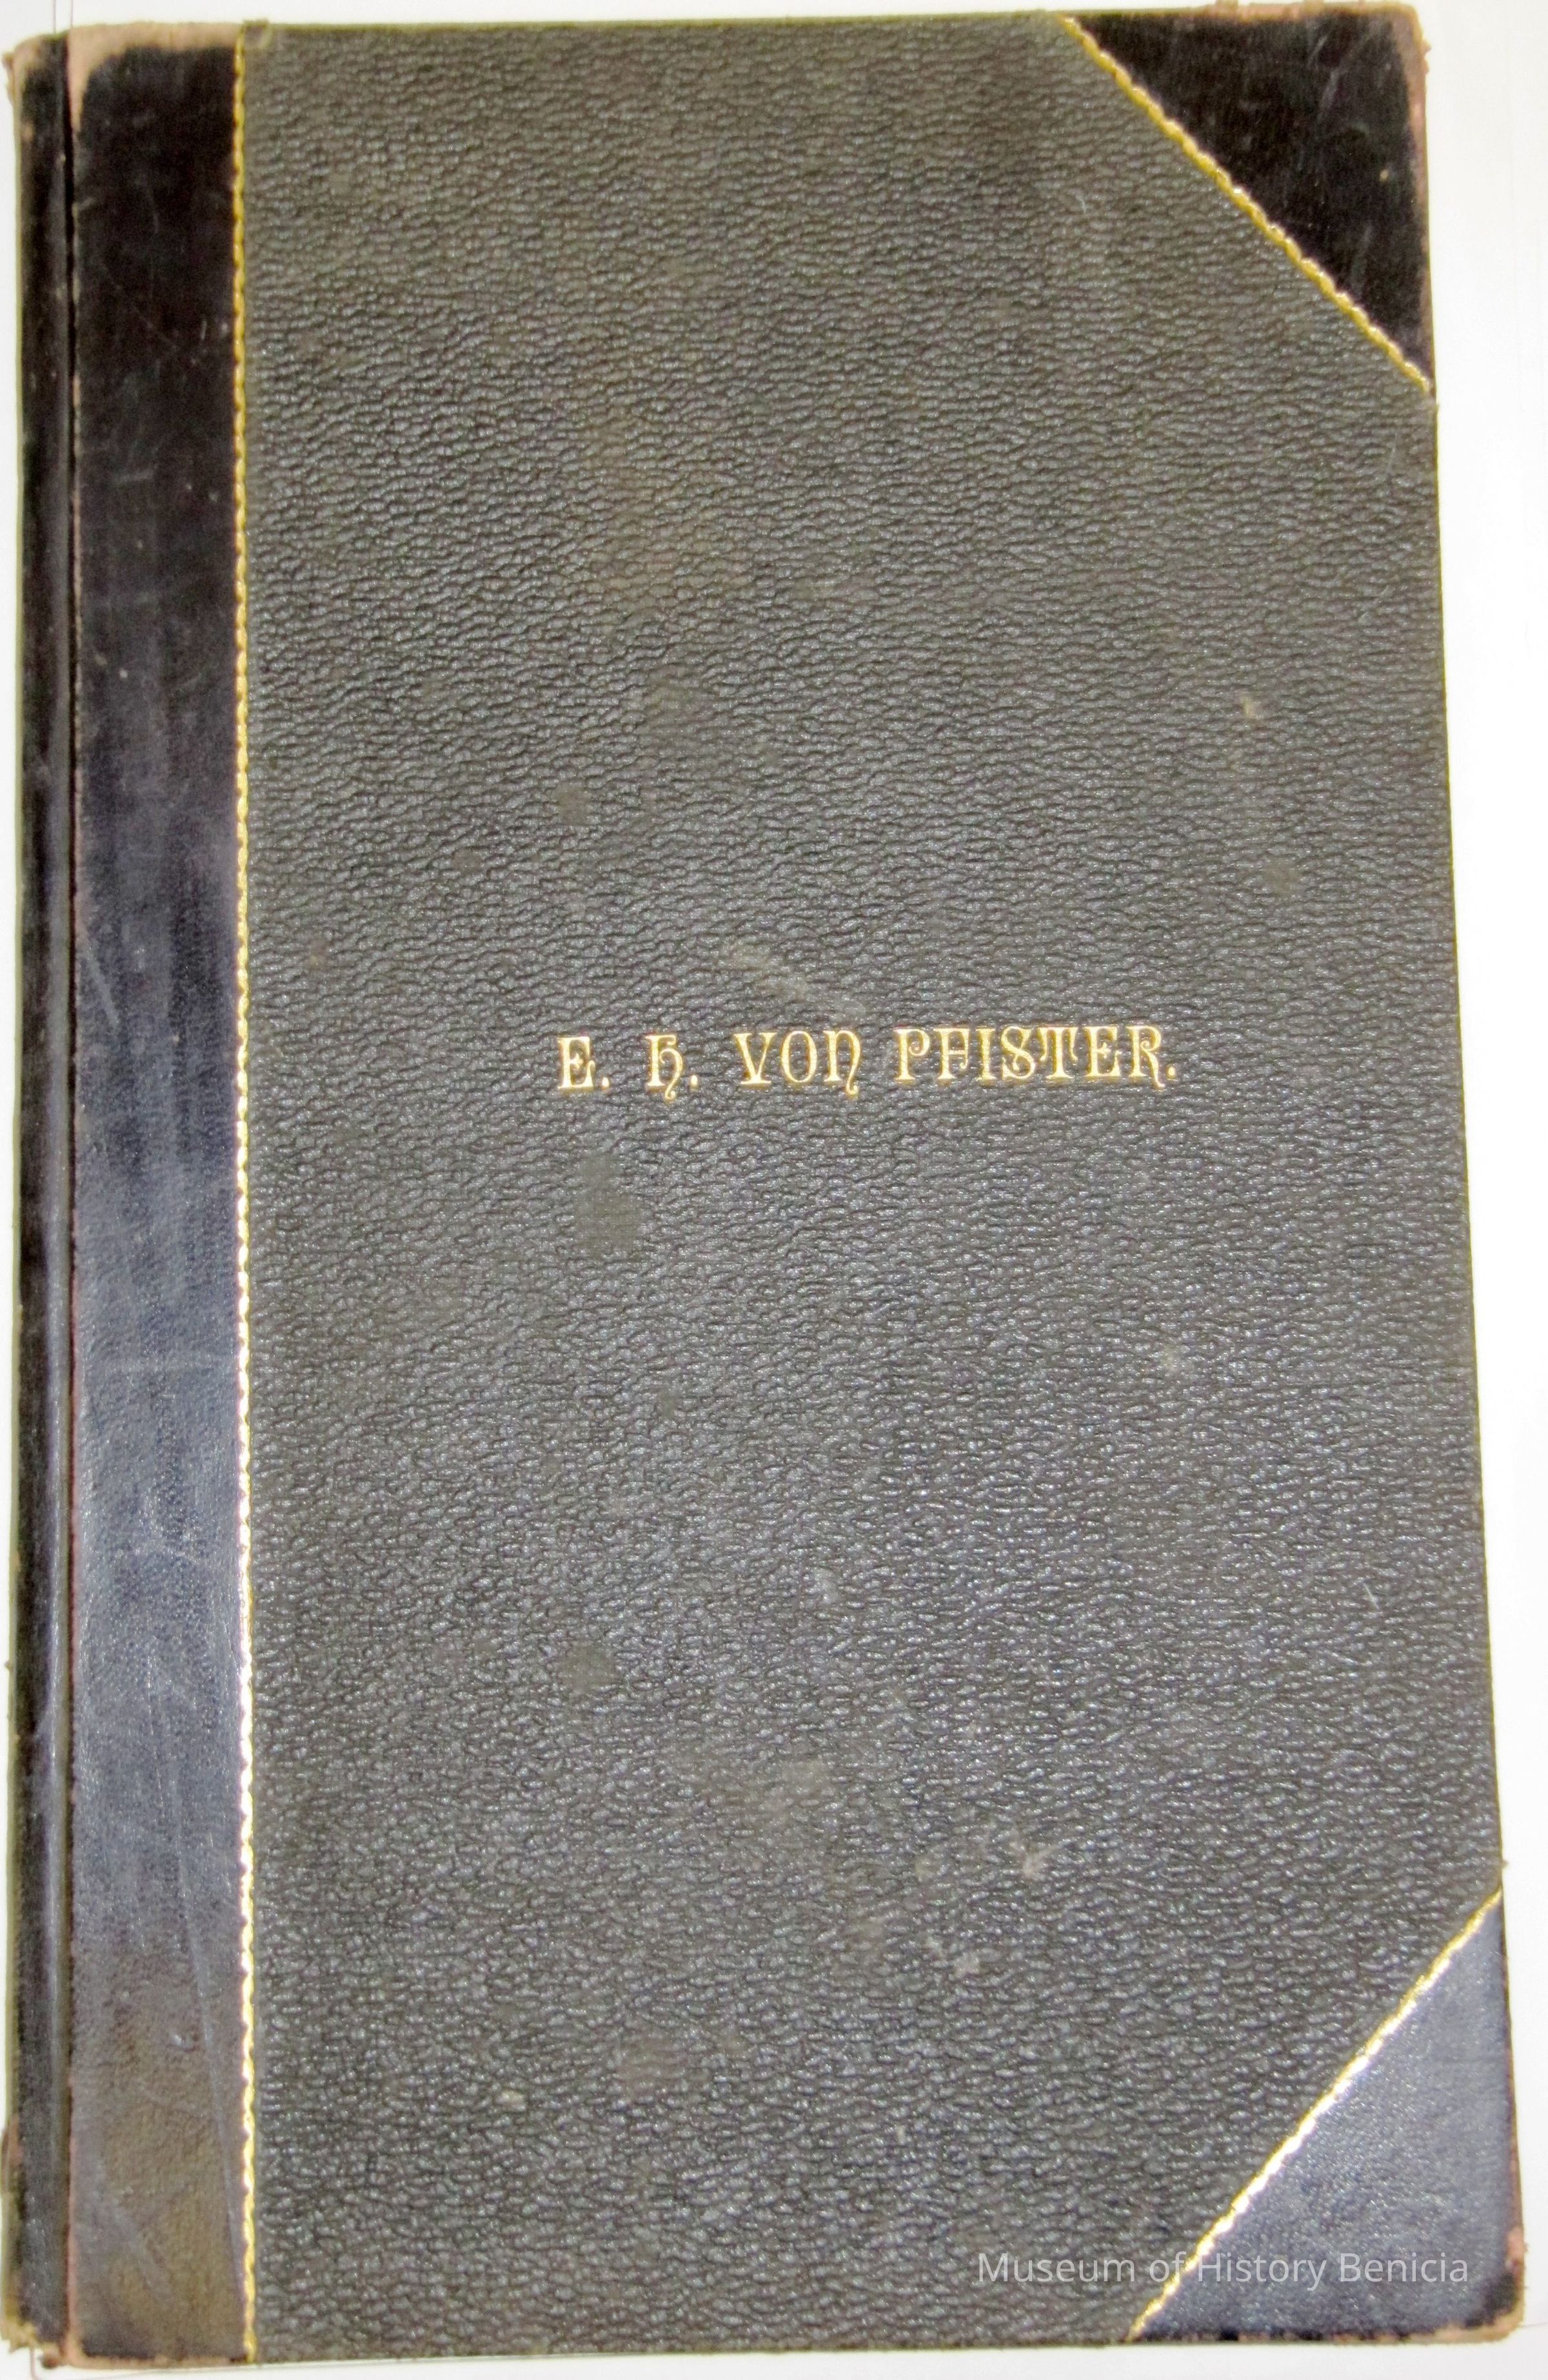 E. H. VON PFISTER.
Museum of History Benicia